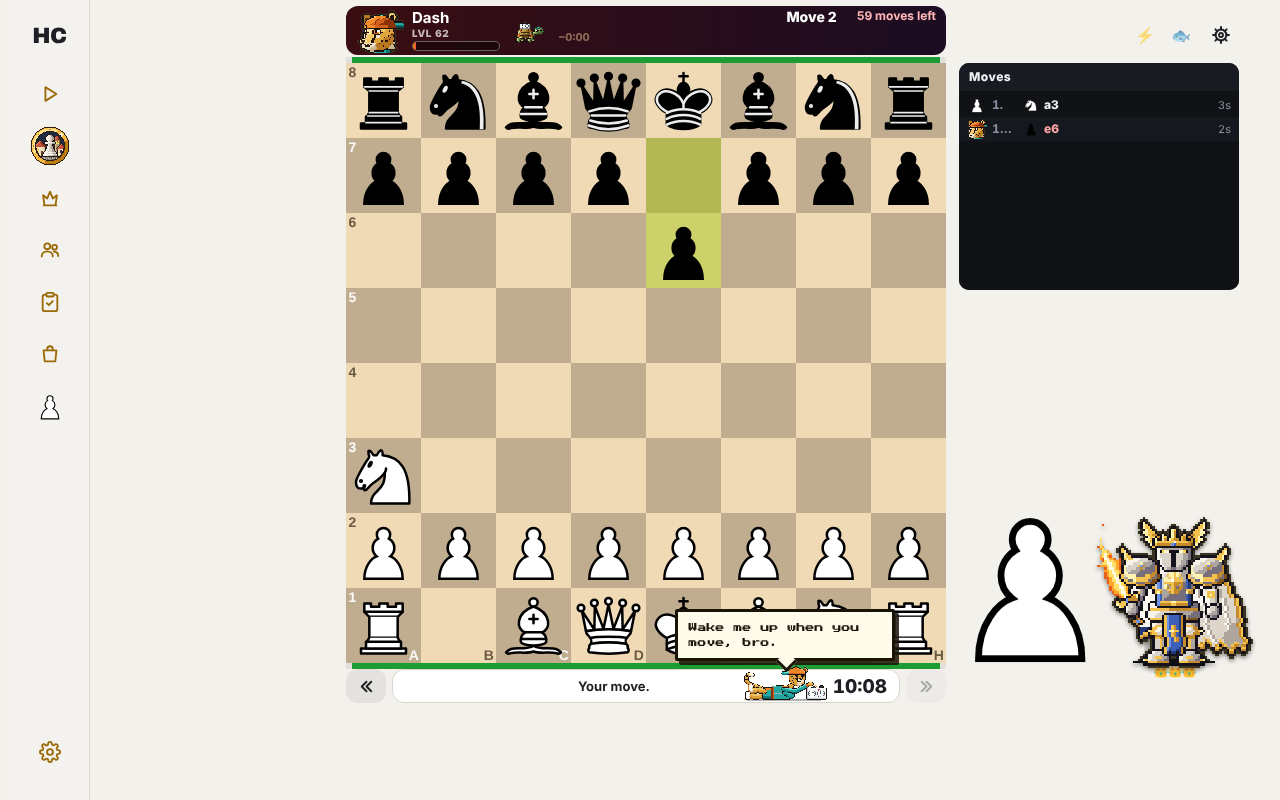 HC
Dash
LVL 62
−0:00
Move 2
59 moves left
Moves
1.
a3
3s
1...
e6
2s
8
7
6
5
4
3
2
1
A
B
C
D
H
Wake me up when you
move, bro.
Your move.
10:08